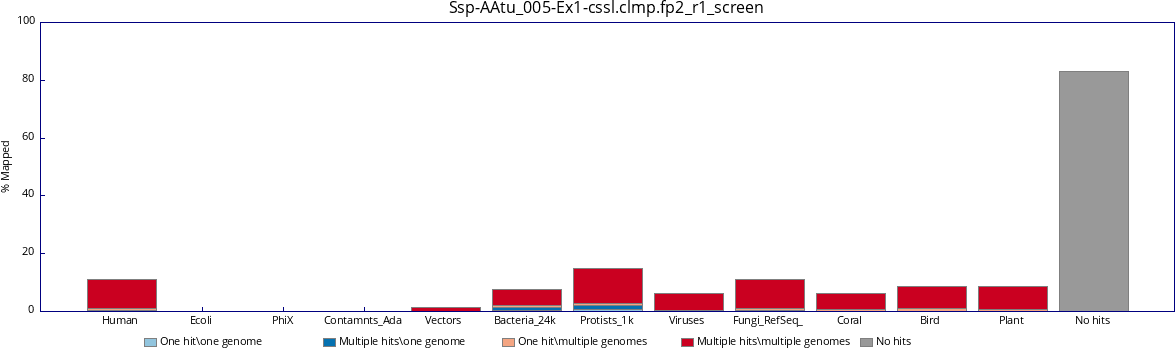 Ssp-AAtu_005-Ex1-cssl.clmp.fp2_r1_screen
100
80
60
40
20
0
% Mapped
Human Ecoli PhiX Contamnts_Ada Vectors Bacteria_24k Protists_1k Viruses Fungi_RefSeq_ Coral Bird Plant No hits
One hit\one genome Multiple hits\one genome One hit\multiple genomes Multiple hits\multiple genomes No hits